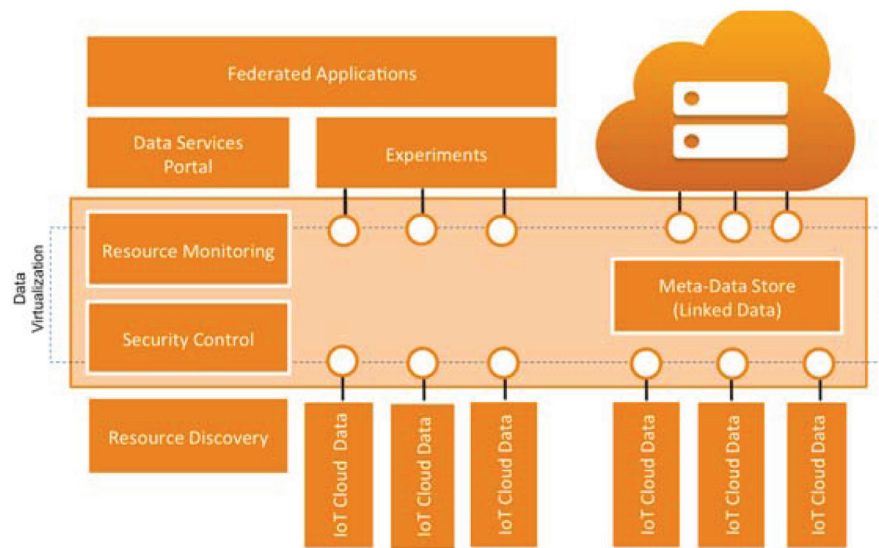 Federated Applications
Data Services
Portal
Experiments
Data
Virtualization
Resource Monitoring
Meta-Data Store
(Linked Data)
Security Control
Resource Discovery
IoT Cloud Data
IoT Cloud Data
IoT Cloud Data
IoT Cloud Data
IoT Cloud Data
IoT Cloud Data